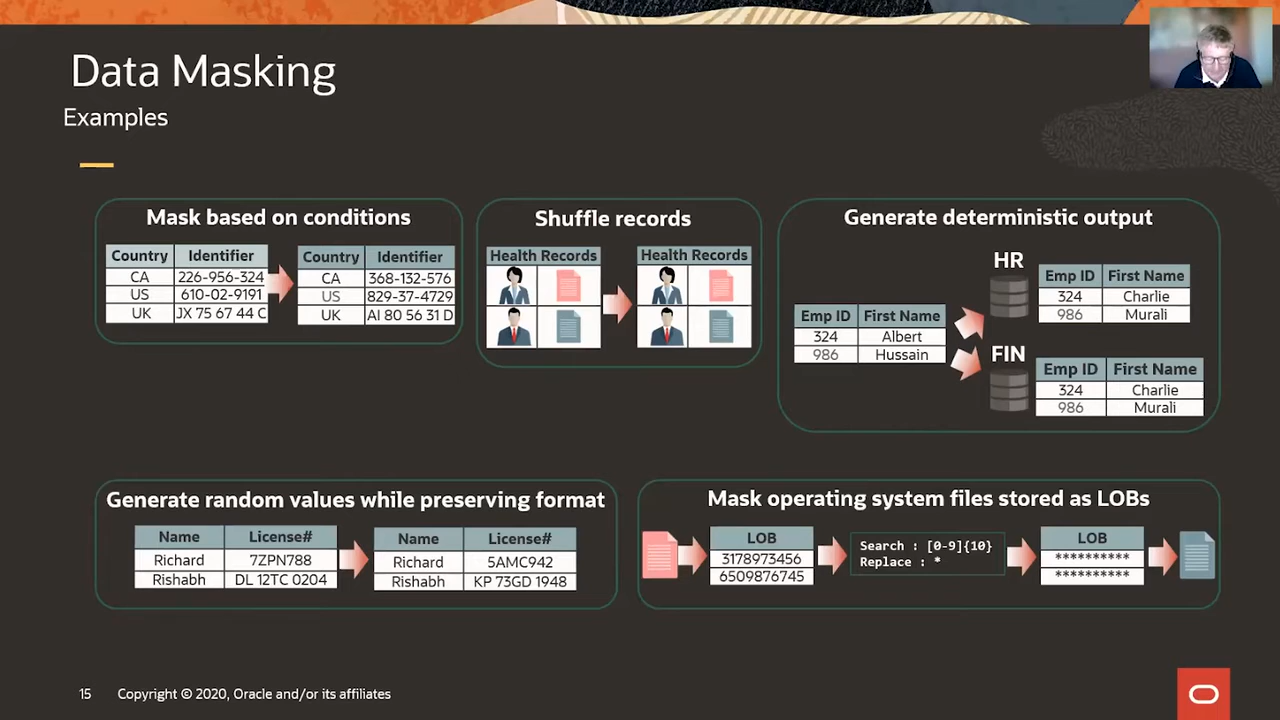 Data Masking
Examples
Mask based on conditions
Country Identifier
CA 226-956-324
US 610-02-9191
UK JX 75 67 44 C
Country Identifier
CA 368-132-576
US 829-37-4729
UK AI 80 56 31 D
Shuffle records
Health Records
Health Records
Generate deterministic output
Emp ID First Name
324 Albert
986 Hussain
HR
Emp ID First Name
324 Charlie
986 Murali
FIN
Emp ID First Name
324 Charlie
986 Murali
Generate random values while preserving format
Name License#
Richard 7ZPN788
Rishabh DL 12TC 0204
Name License#
Richard 5AMC942
Rishabh KP 73GD 1948
Mask operating system files stored as LOBs
LOB
3178973456
6509876745
Search : [0-9]{10}
Replace : *
LOB
**********
**********
15 Copyright © 2020, Oracle and/or its affiliates